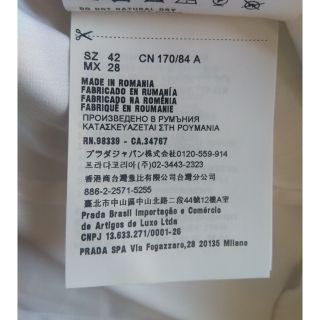 DO NOT NATURAL DRY
SZ 42 CN 170/84 A
MX 28
MADE IN ROMANIA
FABRICADO EN RUMANÍA
FABRICADO NA ROMÊNIA
FABRIQUÉ EN ROUMANIE
ПРОИЗВЕДЕНО В РУМЪНИЯ
ΚΑΤΑΣΚΕΥΑΖΕΤΑΙ ΣΤΗ ΡΟΥΜΑΝΙΑ
RN.98339 - CA.34767
プラダジャパン株式会社0120-559-914
프라다코리아(주)02-3443-2323
香港商台灣普比有限公司台灣分公司
886-2-2571-5255
臺北市中山區中山北路二段44號12樓A室
Prada Brasil Importação e Comércio
de Artigos de Luxo Ltda
CNPJ 13.633.271/0001-26
PRADA SPA Via Fogazzaro,28 20135 Milano